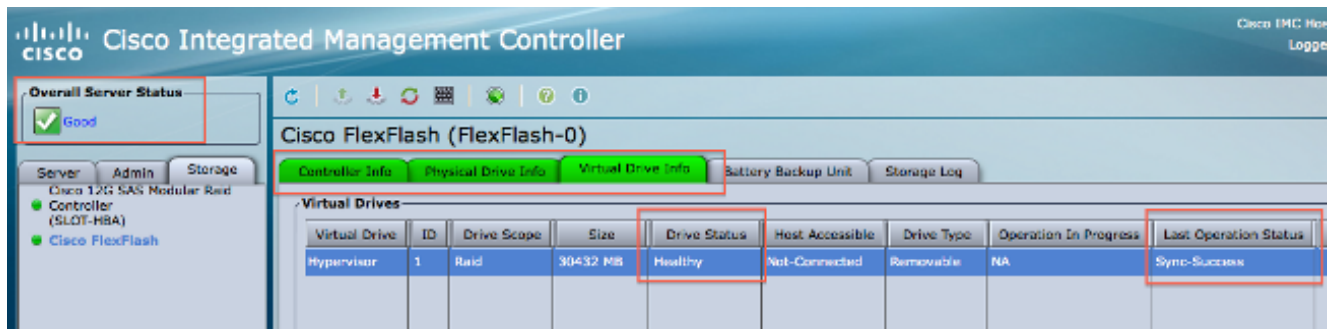 CISCO
Cisco Integrated Management Controller
Cisco IMC
Logge
Overall Server Status
Good
Cisco FlexFlash (FlexFlash-0)
Server Admin Storage
Controller Info Physical Drive Info Virtual Drive Info Battery Backup Unit Storage Log
Cisco 12G SAS Modular Raid
Controller
(SLOT-HBA)
Cisco FlexFlash
Virtual Drives
Virtual Drive ID Drive Scope Size Drive Status Host Accessible Drive Type Operation In Progress Last Operation Status
Hypervisor 1 Raid 30432 MB Healthy Not-Connected Removable NA Sync-Success